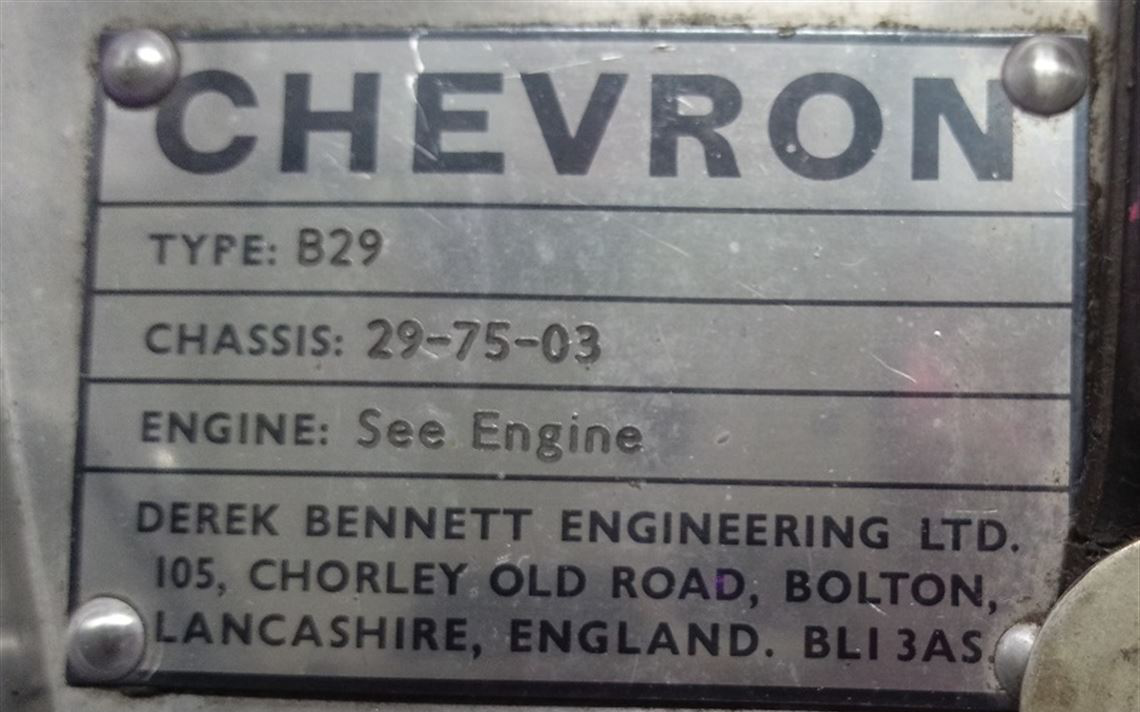 CHEVRON
TYPE: B29
CHASSIS: 29-75-03
ENGINE: See Engine
DEREK BENNETT ENGINEERING LTD.
105, CHORLEY OLD ROAD, BOLTON,
LANCASHIRE, ENGLAND. BL1 3AS.